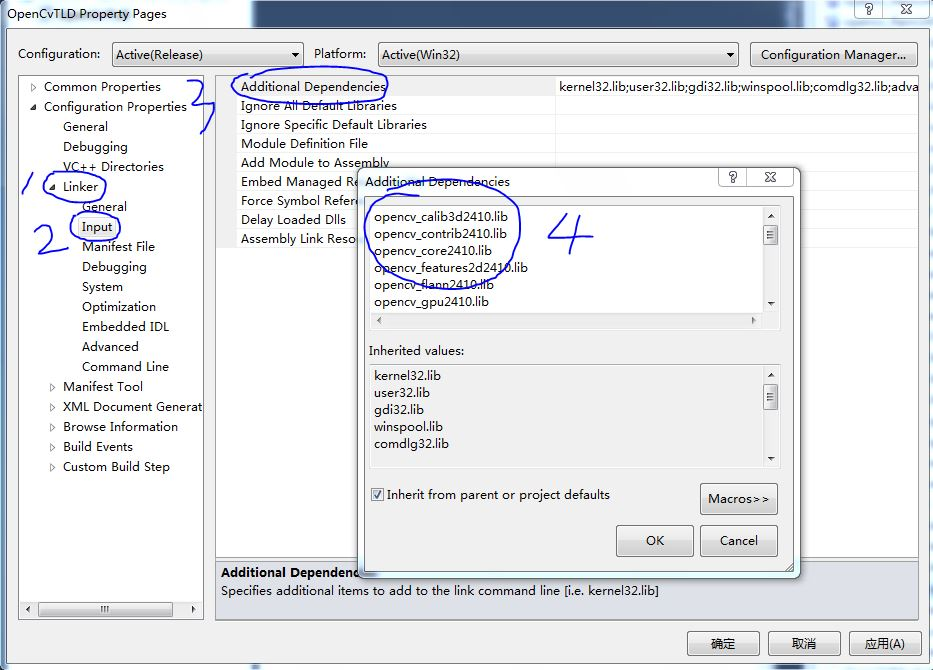 OpenCvTLD Property Pages
?
Configuration:
Active(Release)
Platform:
Active(Win32)
Configuration Manager...
Common Properties
Configuration Properties
General
Debugging
VC++ Directories
Linker
General
Input
Manifest File
Debugging
System
Optimization
Embedded IDL
Advanced
Command Line
Manifest Tool
XML Document Generat
Browse Information
Build Events
Custom Build Step
1
2
3
Additional Dependencies
kernel32.lib;user32.lib;gdi32.lib;winspool.lib;comdlg32.lib;adva
Ignore All Default Libraries
Ignore Specific Default Libraries
Module Definition File
Add Module to Assembly
Embed Managed Re
Force Symbol Refere
Delay Loaded Dlls
Assembly Link Reso
Additional Dependencies
?
opencv_calib3d2410.lib
opencv_contrib2410.lib
opencv_core2410.lib
opencv_features2d2410.lib
opencv_flann2410.lib
opencv_gpu2410.lib
4
Inherited values:
kernel32.lib
user32.lib
gdi32.lib
winspool.lib
comdlg32.lib
Inherit from parent or project defaults
Macros>>
OK
Cancel
Additional Dependenc
Specifies additional items to add to the link command line [i.e. kernel32.lib]
确定
取消
应用(A)